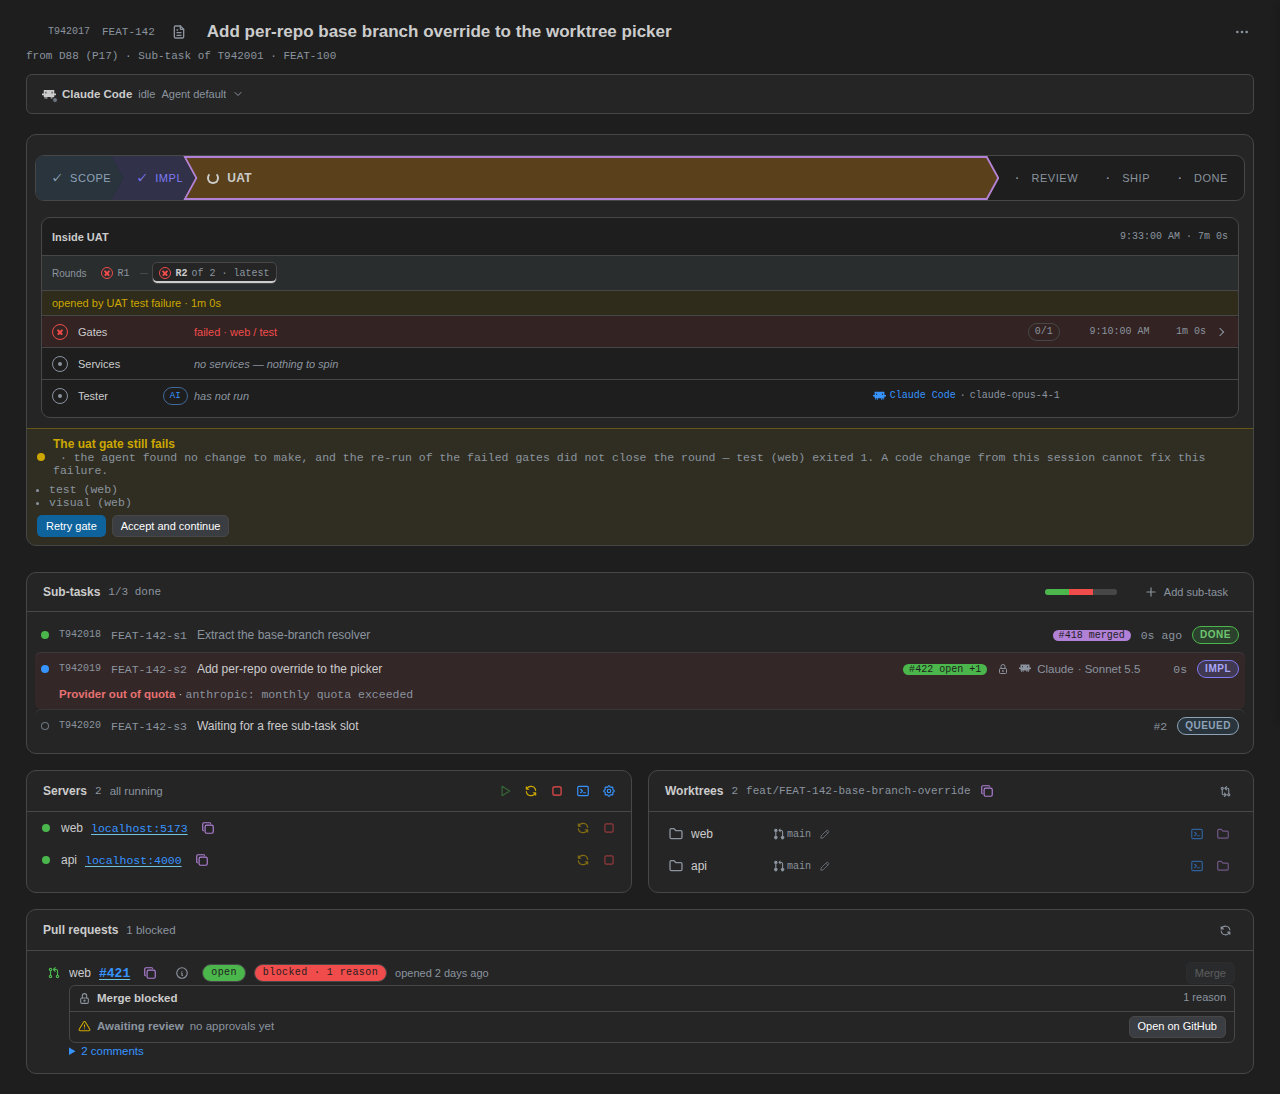 T942017 FEAT-142 Add per-repo base branch override to the worktree picker
from D88 (P17) · Sub-task of T942001 · FEAT-100
Claude Code idle Agent default
SCOPE IMPL UAT REVIEW SHIP DONE
Inside UAT 9:33:00 AM · 7m 0s
Rounds R1 — R2 of 2 · latest
opened by UAT test failure · 1m 0s
Gates failed · web / test 0/1 9:10:00 AM 1m 0s
Services no services — nothing to spin
Tester AI has not run Claude Code · claude-opus-4-1
The uat gate still fails
· the agent found no change to make, and the re-run of the failed gates did not close the round — test (web) exited 1. A code change from this session cannot fix this
failure.
• test (web)
• visual (web)
Retry gate Accept and continue
Sub-tasks 1/3 done Add sub-task
T942018 FEAT-142-s1 Extract the base-branch resolver #418 merged 0s ago DONE
T942019 FEAT-142-s2 Add per-repo override to the picker #422 open +1 Claude · Sonnet 5.5 0s IMPL
Provider out of quota · anthropic: monthly quota exceeded
T942020 FEAT-142-s3 Waiting for a free sub-task slot #2 QUEUED
Servers 2 all running
web localhost:5173
api localhost:4000
Worktrees 2 feat/FEAT-142-base-branch-override
web main
api main
Pull requests 1 blocked
web #421 open blocked · 1 reason opened 2 days ago Merge
Merge blocked 1 reason
Awaiting review no approvals yet Open on GitHub
2 comments